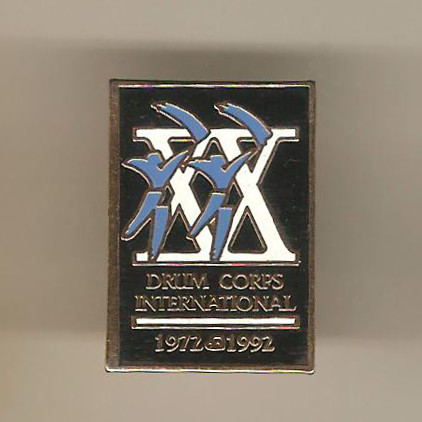 XX
DRUM CORPS
INTERNATIONAL
1972 1992